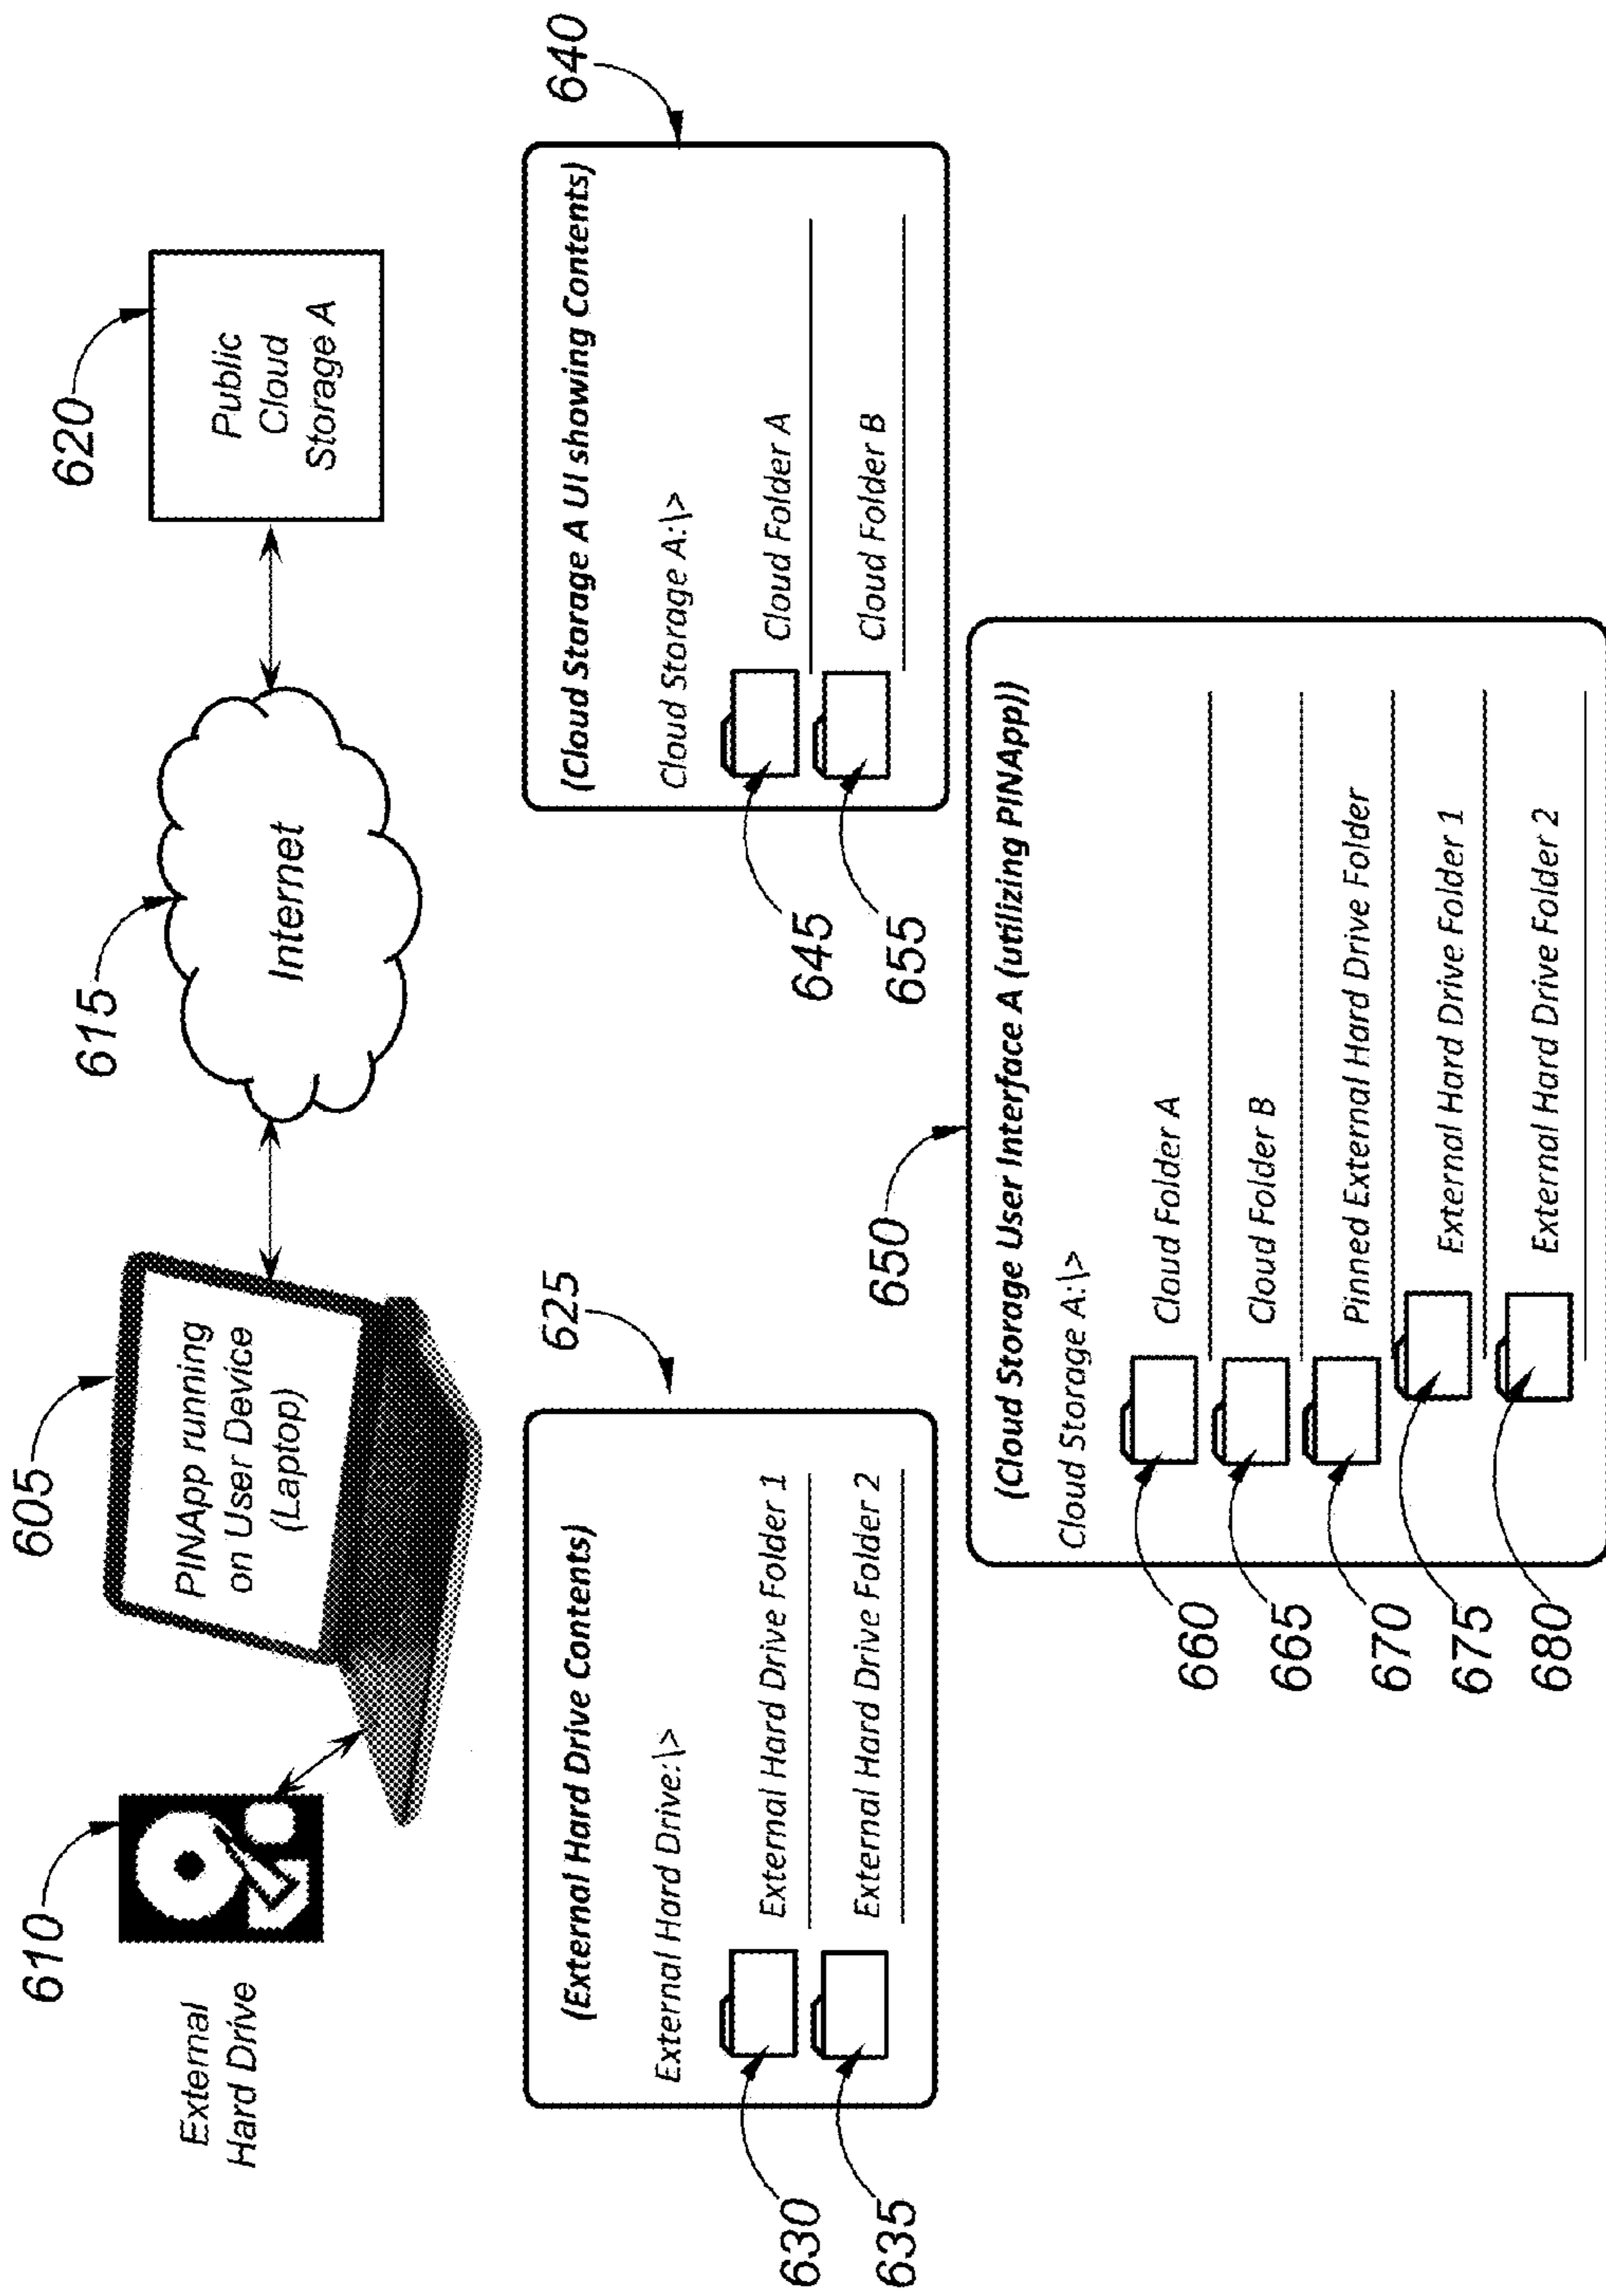 610
External
Hard Drive
605
PINApp running
on User Device
(Laptop)
615
Internet
620
Public
Cloud
Storage A
625
(External Hard Drive Contents)
External Hard Drive:\>
630
External Hard Drive Folder 1
635
External Hard Drive Folder 2
640
(Cloud Storage A UI showing Contents)
Cloud Storage A:\>
645
Cloud Folder A
655
Cloud Folder B
650
(Cloud Storage User Interface A (utilizing PINApp))
Cloud Storage A:\>
660
Cloud Folder A
665
Cloud Folder B
670
Pinned External Hard Drive Folder
675
External Hard Drive Folder 1
680
External Hard Drive Folder 2